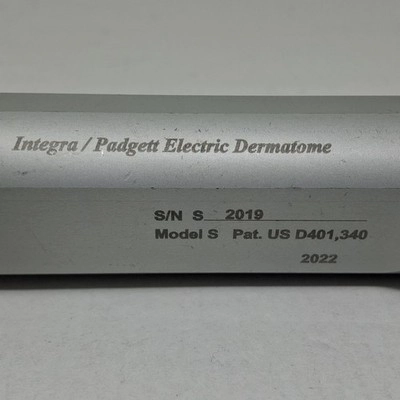 Integra / Padgett Electric Dermatome
S/N S 2019
Model S Pat. US D401,340
2022